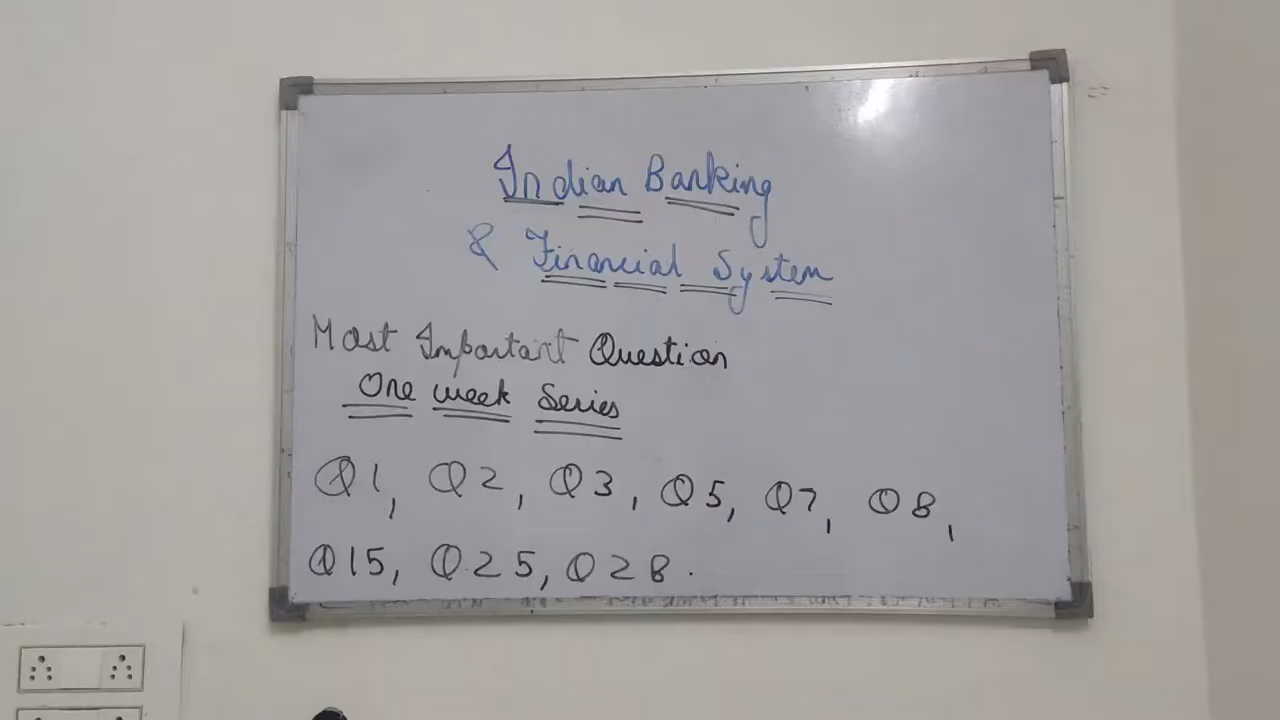 Indian Banking
& Financial System
Most Important Question
One week Series
Q1, Q2, Q3, Q5, Q7, Q8,
Q15, Q25, Q28.